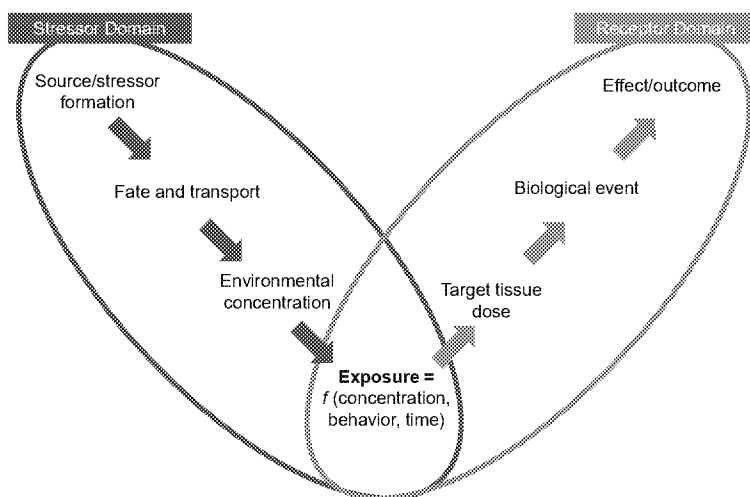 Stressor Domain
Receptor Domain
Source/stressor
formation
Effect/outcome
Fate and transport
Biological event
Environmental
concentration
Target tissue
dose
Exposure =
f (concentration,
behavior, time)